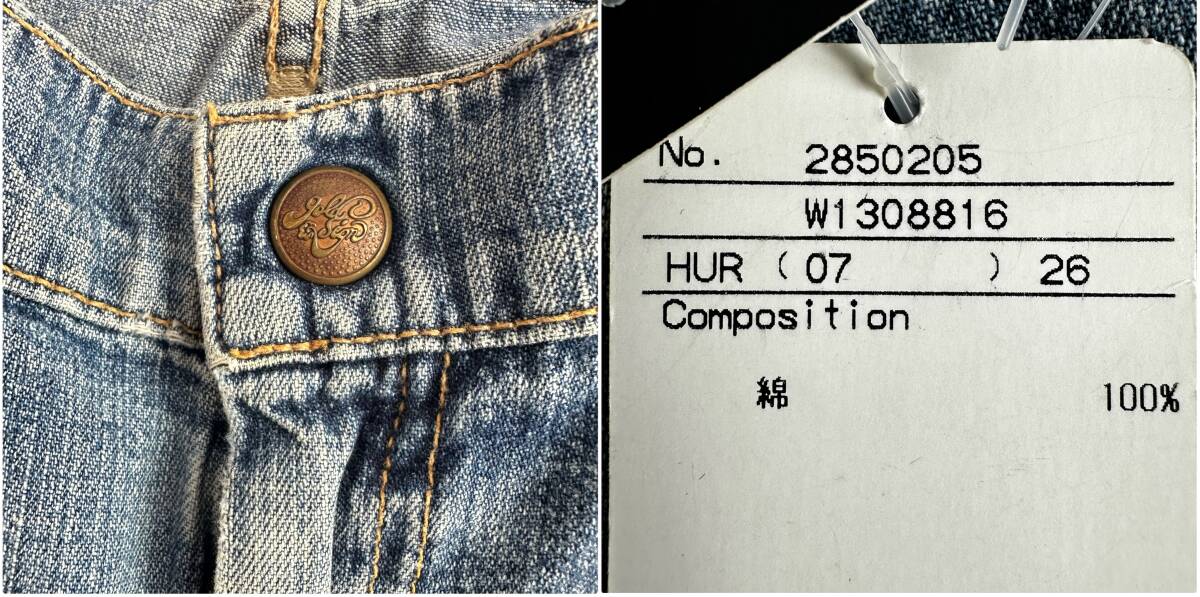 No. 2850205
W1308816
HUR ( 07 ) 26
Composition
綿 100%